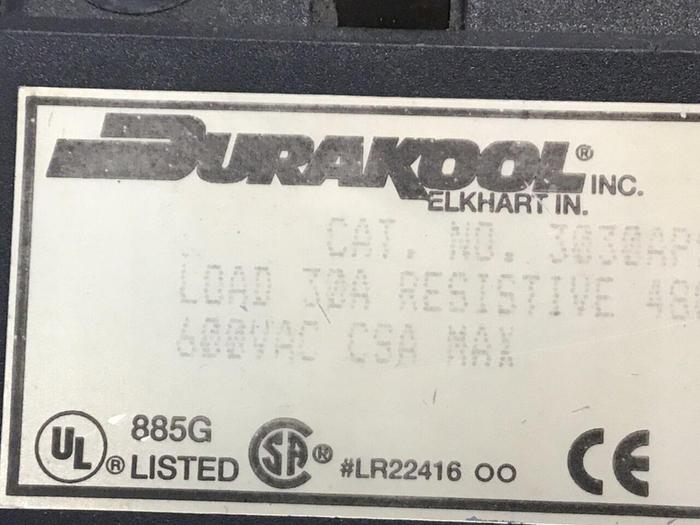 DURAKOOL® INC.
ELKHART IN.
CAT. NO. 3030AP
LOAD 30A RESISTIVE 48
600VAC CSA MAX
UL ® 885G LISTED
CSA ® #LR22416 OO
CE